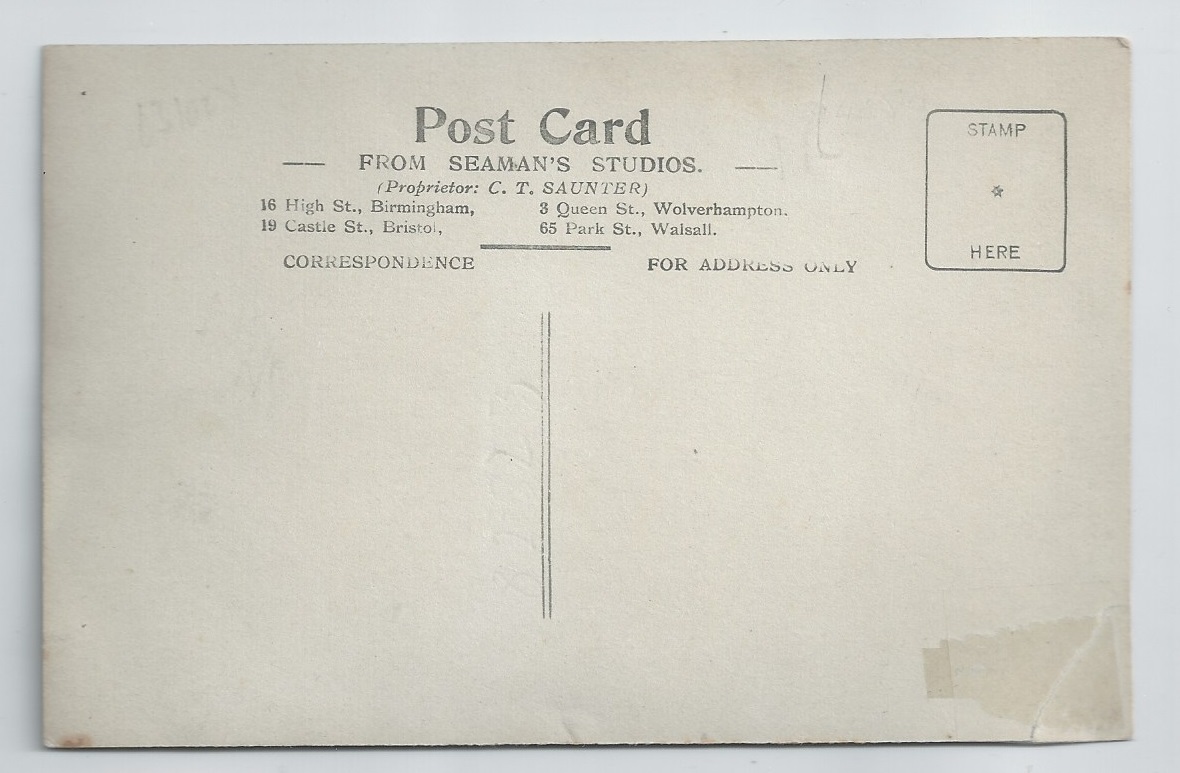 Post Card
FROM SEAMAN'S STUDIOS.
(Proprietor: C. T. SAUNTER)
16 High St., Birmingham, 3 Queen St., Wolverhampton.
19 Castle St., Bristol, 65 Park St., Walsall.
CORRESPONDENCE FOR ADDRESS ONLY
STAMP
HERE